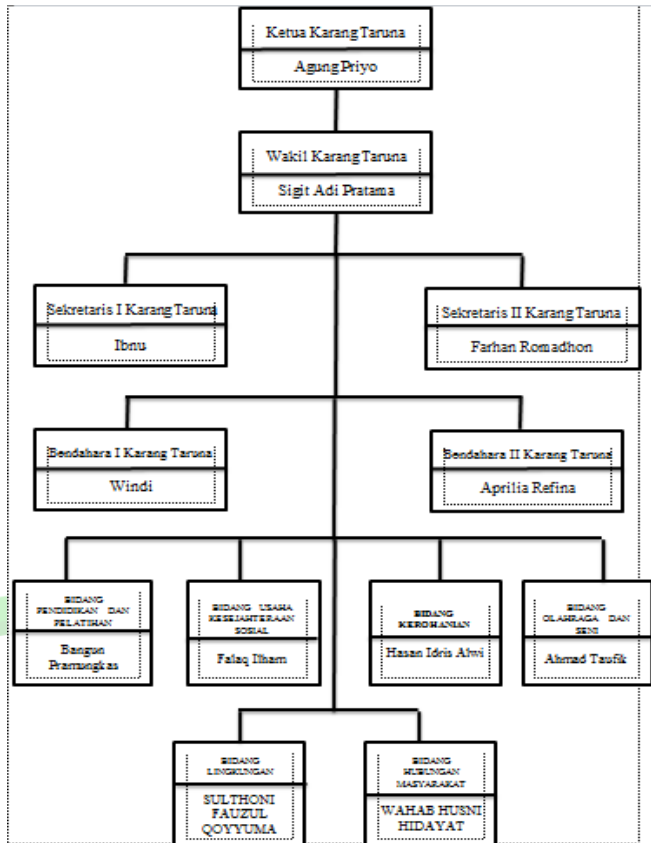 Ketua Karang Taruna
Agung Priyo
Wakil Karang Taruna
Sigit Adi Pratama
Sekretaris I Karang Taruna
Ibnu
Sekretaris II Karang Taruna
Farhan Romadhon
Bendahara I Karang Taruna
Windi
Bendahara II Karang Taruna
Aprilia Refina
BIDANG
PENDIDIKAN DAN
PELATIHAN
Bangun
Pramungkas
BIDANG USAHA
KESEJAHTERAAN
SOSIAL
Falaq Ilham
BIDANG
KEROHANIAN
Hasan Idris Alwi
BIDANG
OLAHRAGA DAN
SENI
Ahmad Taufik
BIDANG
LINGKUNGAN
SULTHONI
FAUZUL
QOYYUMA
BIDANG
HUBUNGAN
MASYARAKAT
WAHAB HUSNI
HIDAYAT